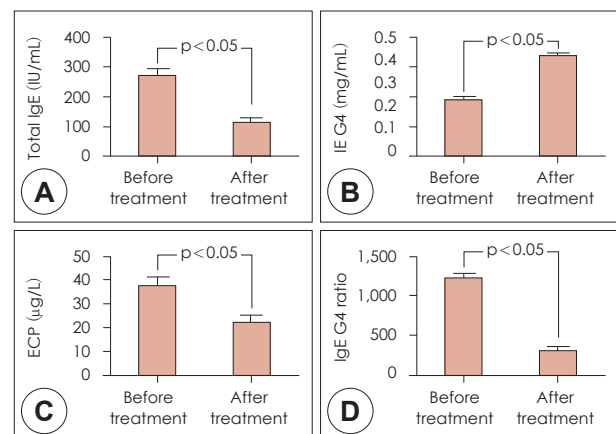 Total IgE (IU/mL)
400
300
200
100
0
p<0.05
Before
treatment
After
treatment
A
IE G4 (mg/mL)
0.5
0.4
0.3
0.2
0.1
0
p<0.05
Before
treatment
After
treatment
B
ECP (μg/L)
50
40
30
20
10
0
p<0.05
Before
treatment
After
treatment
C
IgE G4 ratio
1,500
1,000
500
0
p<0.05
Before
treatment
After
treatment
D